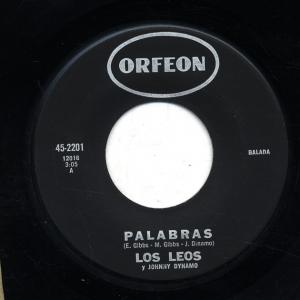 ORFEON
45-2201
12016
3:05
A
BALADA
PALABRAS
(E. Gibbs - M. Gibbs - J. Dinamo)
LOS LEOS
y JOHNNY DYNAMO